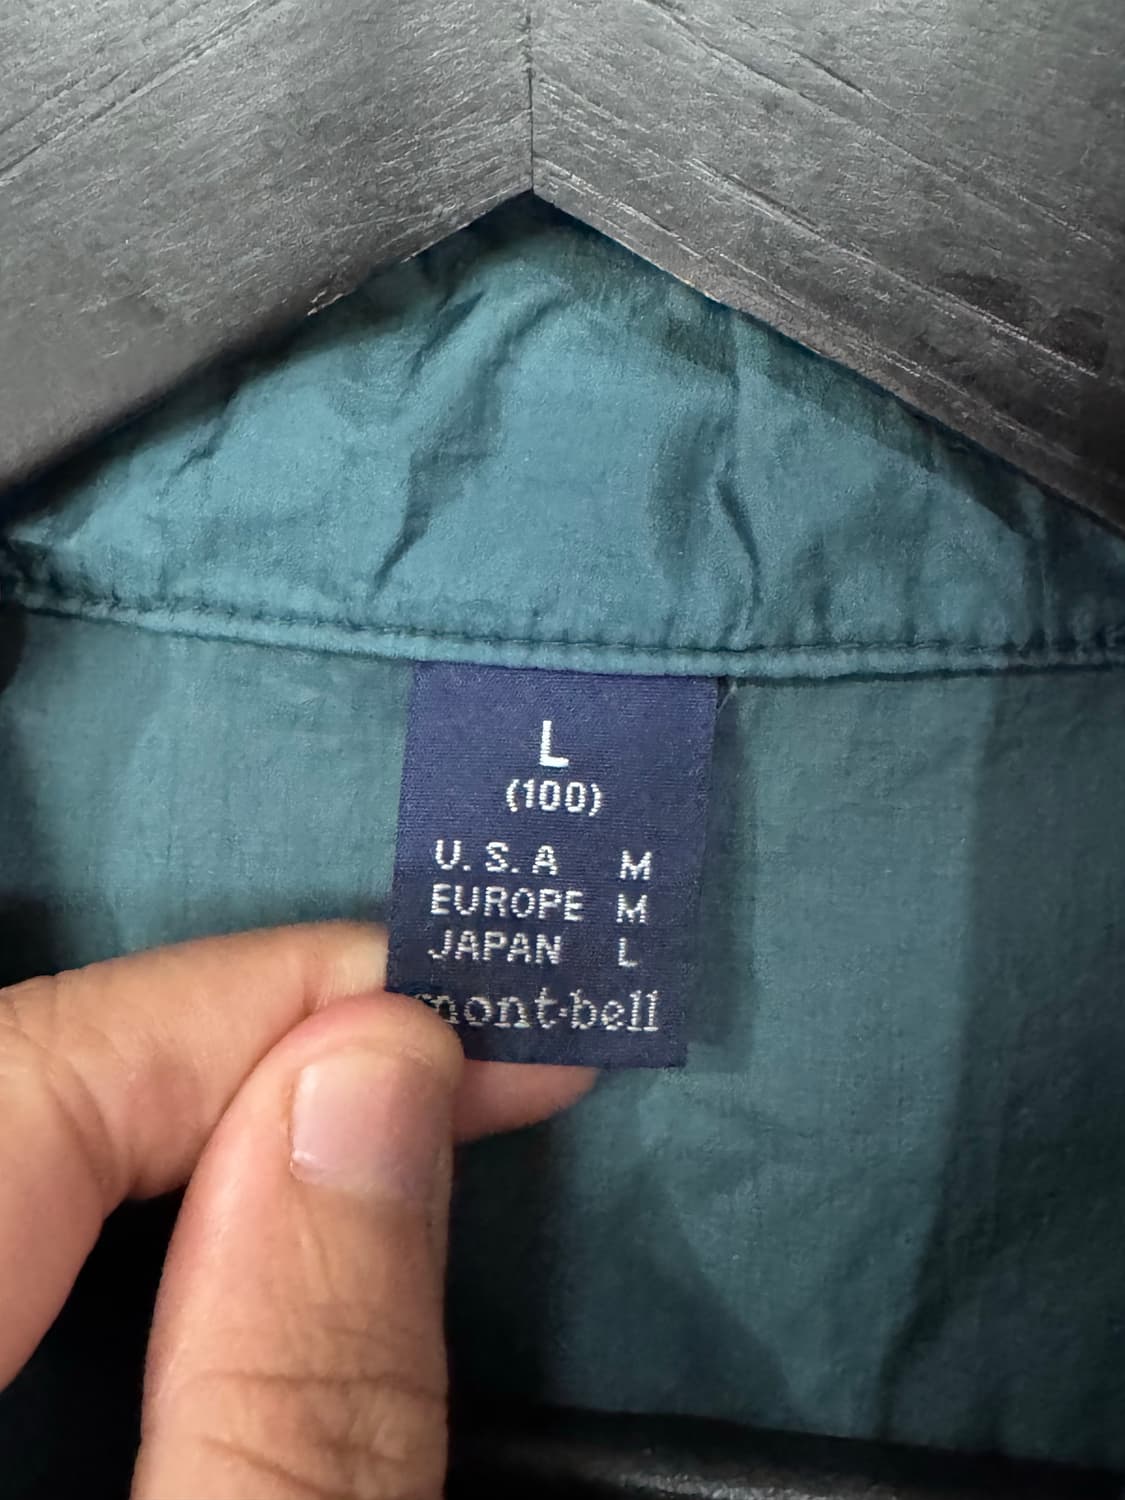 L
(100)
U.S.A M
EUROPE M
JAPAN L
mont-bell